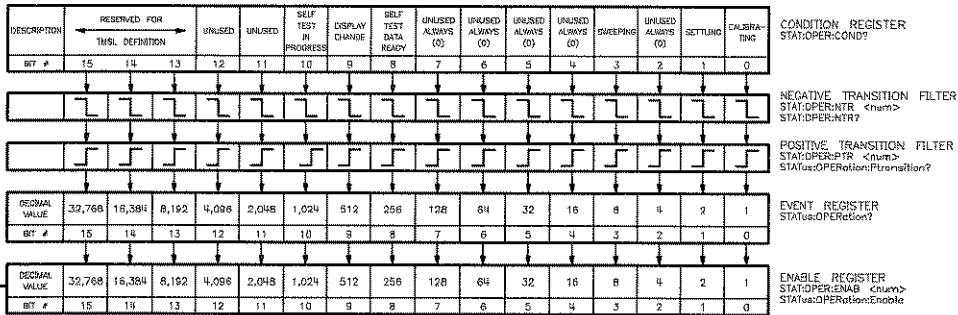 DESCRIPTION
RESERVED FOR
TMSL DEFINITION
UNUSED
UNUSED
SELF TEST IN PROGRESS
DISPLAY CHANGE
SELF TEST DATA READY
UNUSED ALWAYS (0)
UNUSED ALWAYS (0)
UNUSED ALWAYS (0)
UNUSED ALWAYS (0)
SWEEPING
UNUSED ALWAYS (0)
SETTLING
CALIBRA-TING
BIT # 15 14 13 12 11 10 9 8 7 6 5 4 3 2 1 0
CONDITION REGISTER
STAT:OPER:COND?
NEGATIVE TRANSITION FILTER
STAT:OPER:NTR <num>
STAT:OPER:NTR?
POSITIVE TRANSITION FILTER
STAT:OPER:PTR <num>
STATus:OPERation:Ptransition?
DECIMAL VALUE 32,768 16,384 8,192 4,096 2,048 1,024 512 256 128 64 32 16 8 4 2 1
BIT # 15 14 13 12 11 10 9 8 7 6 5 4 3 2 1 0
EVENT REGISTER
STATus:OPERation?
DECIMAL VALUE 32,768 16,384 8,192 4,096 2,048 1,024 512 256 128 64 32 16 8 4 2 1
BIT # 15 14 13 12 11 10 9 8 7 6 5 4 3 2 1 0
ENABLE REGISTER
STAT:OPER:ENAB <num>
STATus:OPERation:Enable